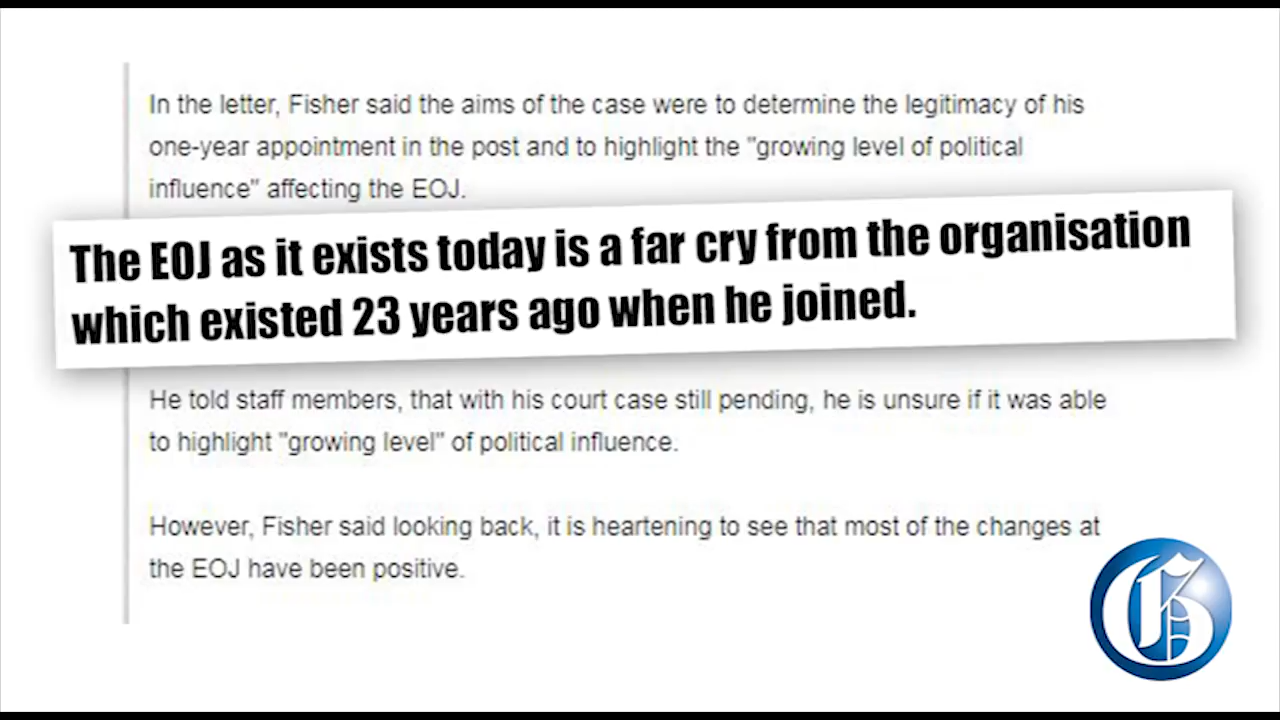 In the letter, Fisher said the aims of the case were to determine the legitimacy of his
one-year appointment in the post and to highlight the "growing level of political
influence" affecting the EOJ.
The EOJ as it exists today is a far cry from the organisation
which existed 23 years ago when he joined.
He told staff members, that with his court case still pending, he is unsure if it was able
to highlight "growing level" of political influence.
However, Fisher said looking back, it is heartening to see that most of the changes at
the EOJ have been positive.
G